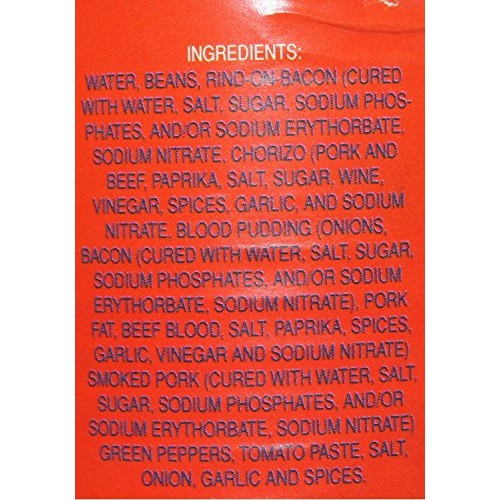 INGREDIENTS:
WATER, BEANS, RIND-ON-BACON (CURED
WITH WATER, SALT, SUGAR, SODIUM PHOS-
PHATES, AND/OR SODIUM ERYTHORBATE,
SODIUM NITRATE, CHORIZO (PORK AND
BEEF, PAPRIKA, SALT, SUGAR, WINE,
VINEGAR, SPICES, GARLIC, AND SODIUM
NITRATE, BLOOD PUDDING (ONIONS,
BACON (CURED WITH WATER, SALT, SUGAR,
SODIUM PHOSPHATES, AND/OR SODIUM
ERYTHORBATE, SODIUM NITRATE), PORK
FAT, BEEF BLOOD, SALT, PAPRIKA, SPICES,
GARLIC, VINEGAR AND SODIUM NITRATE)
SMOKED PORK (CURED WITH WATER, SALT,
SUGAR, SODIUM PHOSPHATES, AND/OR
SODIUM ERYTHORBATE, SODIUM NITRATE)
GREEN PEPPERS, TOMATO PASTE, SALT,
ONION, GARLIC AND SPICES.